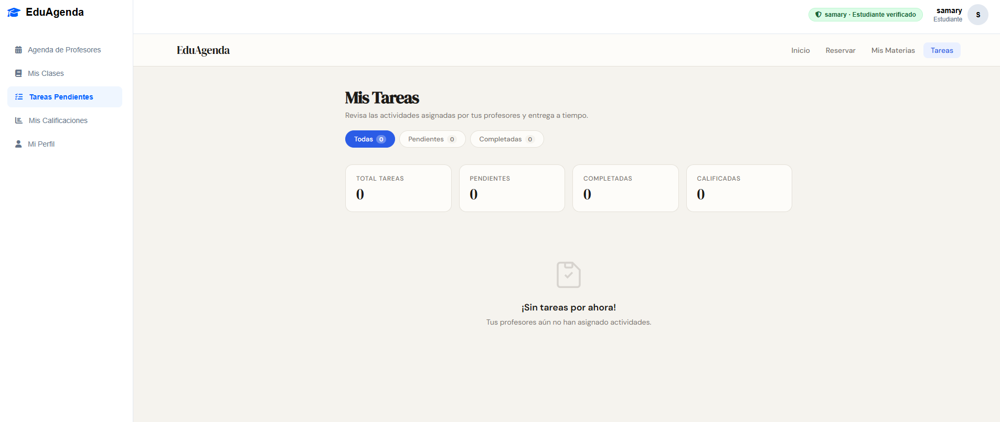 EduAgenda
samary · Estudiante verificado
samary
Estudiante
S
Agenda de Profesores
Mis Clases
Tareas Pendientes
Mis Calificaciones
Mi Perfil
EduAgenda
Inicio
Reservar
Mis Materias
Tareas
Mis Tareas
Revisa las actividades asignadas por tus profesores y entrega a tiempo.
Todas 0
Pendientes 0
Completadas 0
TOTAL TAREAS
0
PENDIENTES
0
COMPLETADAS
0
CALIFICADAS
0
¡Sin tareas por ahora!
Tus profesores aún no han asignado actividades.